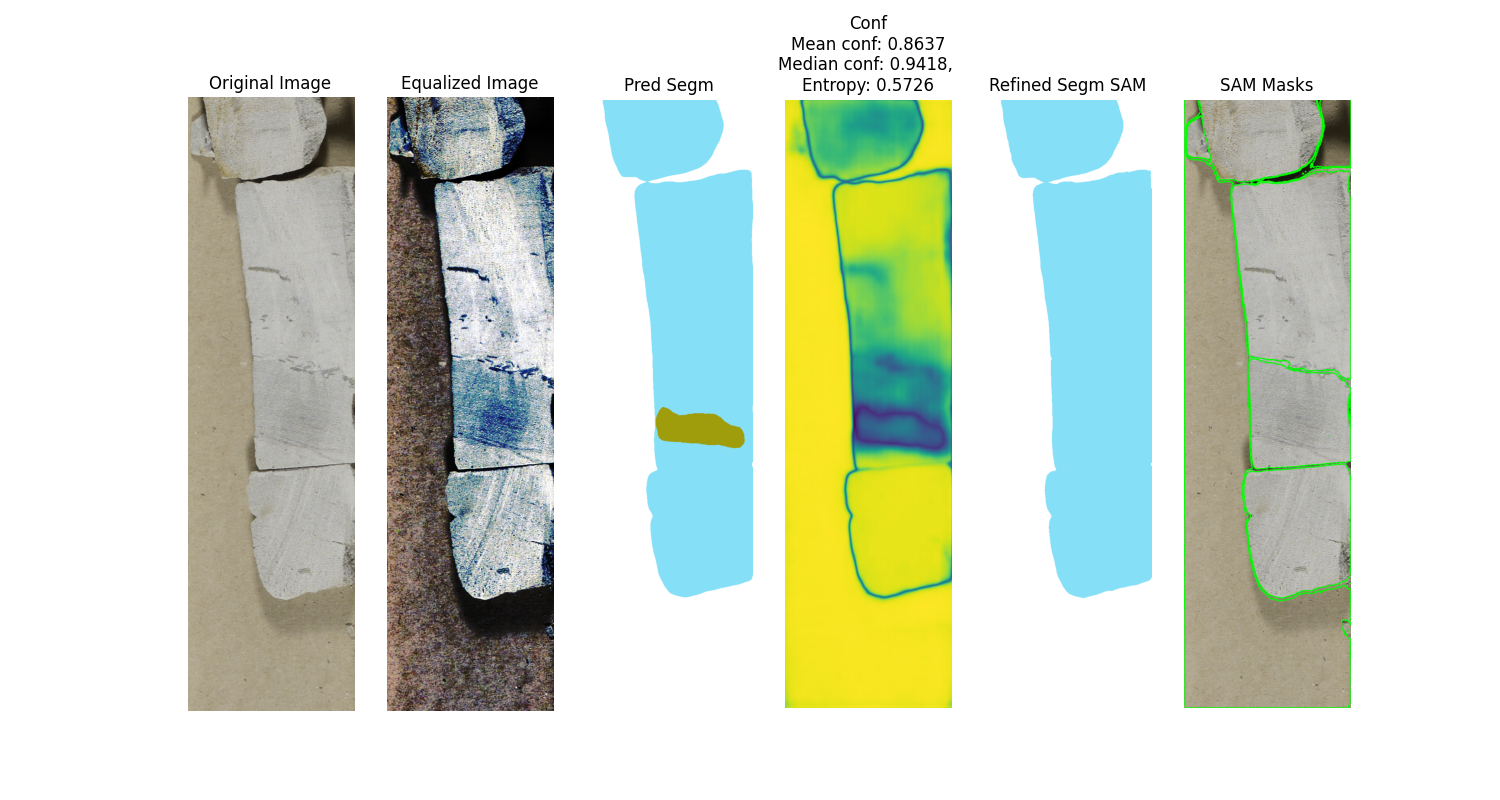 Original Image
Equalized Image
Pred Segm
Conf
Mean conf: 0.8637
Median conf: 0.9418,
Entropy: 0.5726
Refined Segm SAM
SAM Masks